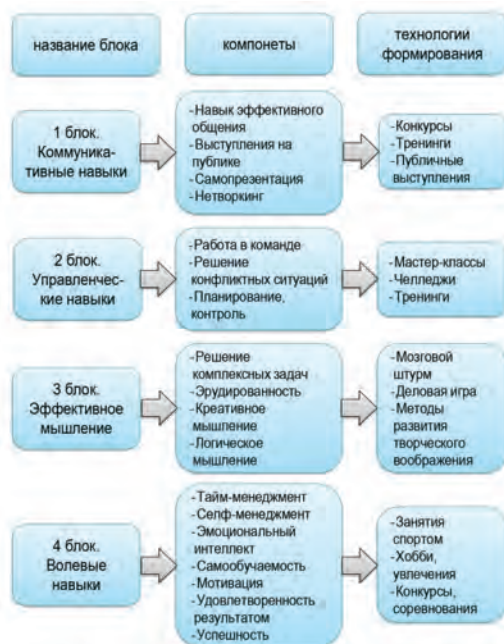 название блока
компонеты
технологии
формирования
1 блок.
Коммуника-
тивные навыки
-Навык эффективного
общения
-Выступления на
публике
-Самопрезентация
-Нетворкинг
-Конкурсы
-Тренинги
-Публичные
выступления
2 блок.
Управленчес-
кие навыки
-Работа в команде
-Решение
конфликтных ситуаций
-Планирование,
контроль
-Мастер-классы
-Челледжи
-Тренинги
3 блок.
Эффективное
мышление
-Решение
комплексных задач
-Эрудированность
-Креативное
мышление
-Логическое
мышление
-Мозговой
штурм
-Деловая игра
-Методы
развития
творческого
воображения
4 блок.
Волевые
навыки
-Тайм-менеджмент
-Селф-менеджмент
-Эмоциональный
интеллект
-Самообучаемость
-Мотивация
-Удовлетворенность
результатом
-Успешность
-Занятия
спортом
-Хобби,
увлечения
-Конкурсы,
соревнования